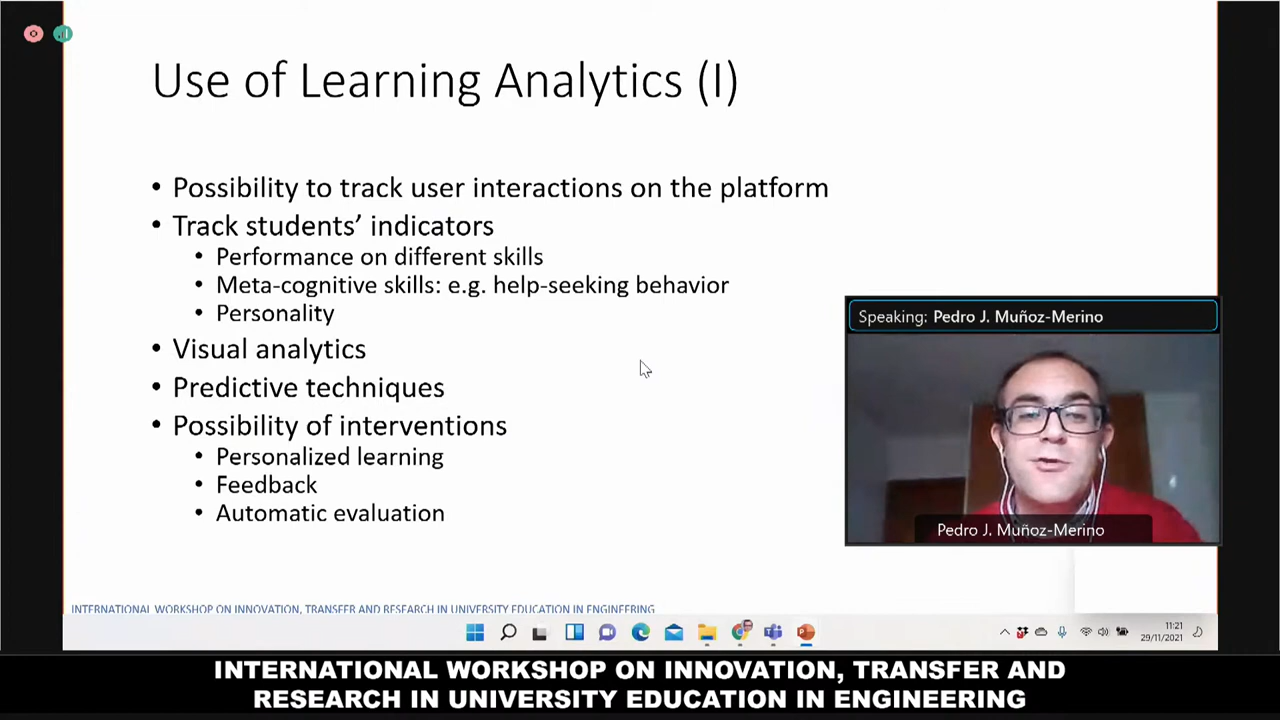 Use of Learning Analytics (I)
• Possibility to track user interactions on the platform
• Track students’ indicators
• Performance on different skills
• Meta-cognitive skills: e.g. help-seeking behavior
• Personality
• Visual analytics
• Predictive techniques
• Possibility of interventions
• Personalized learning
• Feedback
• Automatic evaluation
Speaking: Pedro J. Muñoz-Merino
Pedro J. Muñoz-Merino
INTERNATIONAL WORKSHOP ON INNOVATION, TRANSFER AND RESEARCH IN UNIVERSITY EDUCATION IN ENGINEERING
11:21
29/11/2021
INTERNATIONAL WORKSHOP ON INNOVATION, TRANSFER AND
RESEARCH IN UNIVERSITY EDUCATION IN ENGINEERING